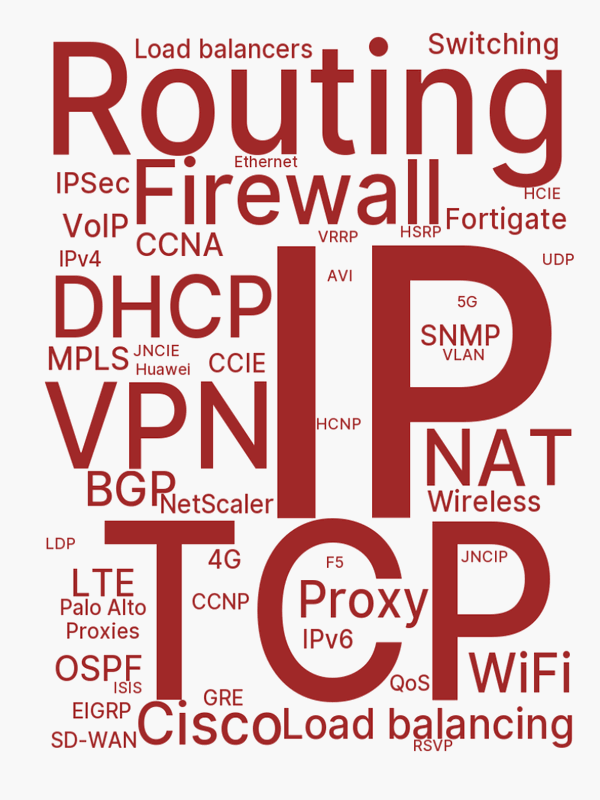 Load balancers
Switching
Routing
Ethernet
Firewall
IPSec
HCIE
VoIP
Fortigate
CCNA
VRRP
HSRP
IPv4
UDP
AVI
IP
DHCP
5G
SNMP
VLAN
MPLS
JNCIE
Huawei
CCIE
VPN
HCNP
NAT
BGP
NetScaler
Wireless
TCP
LDP
4G
F5
JNCIP
LTE
CCNP
Proxy
Palo Alto
Proxies
IPv6
OSPF
ISIS
QoS
WiFi
GRE
EIGRP
Cisco
Load balancing
SD-WAN
RSVP